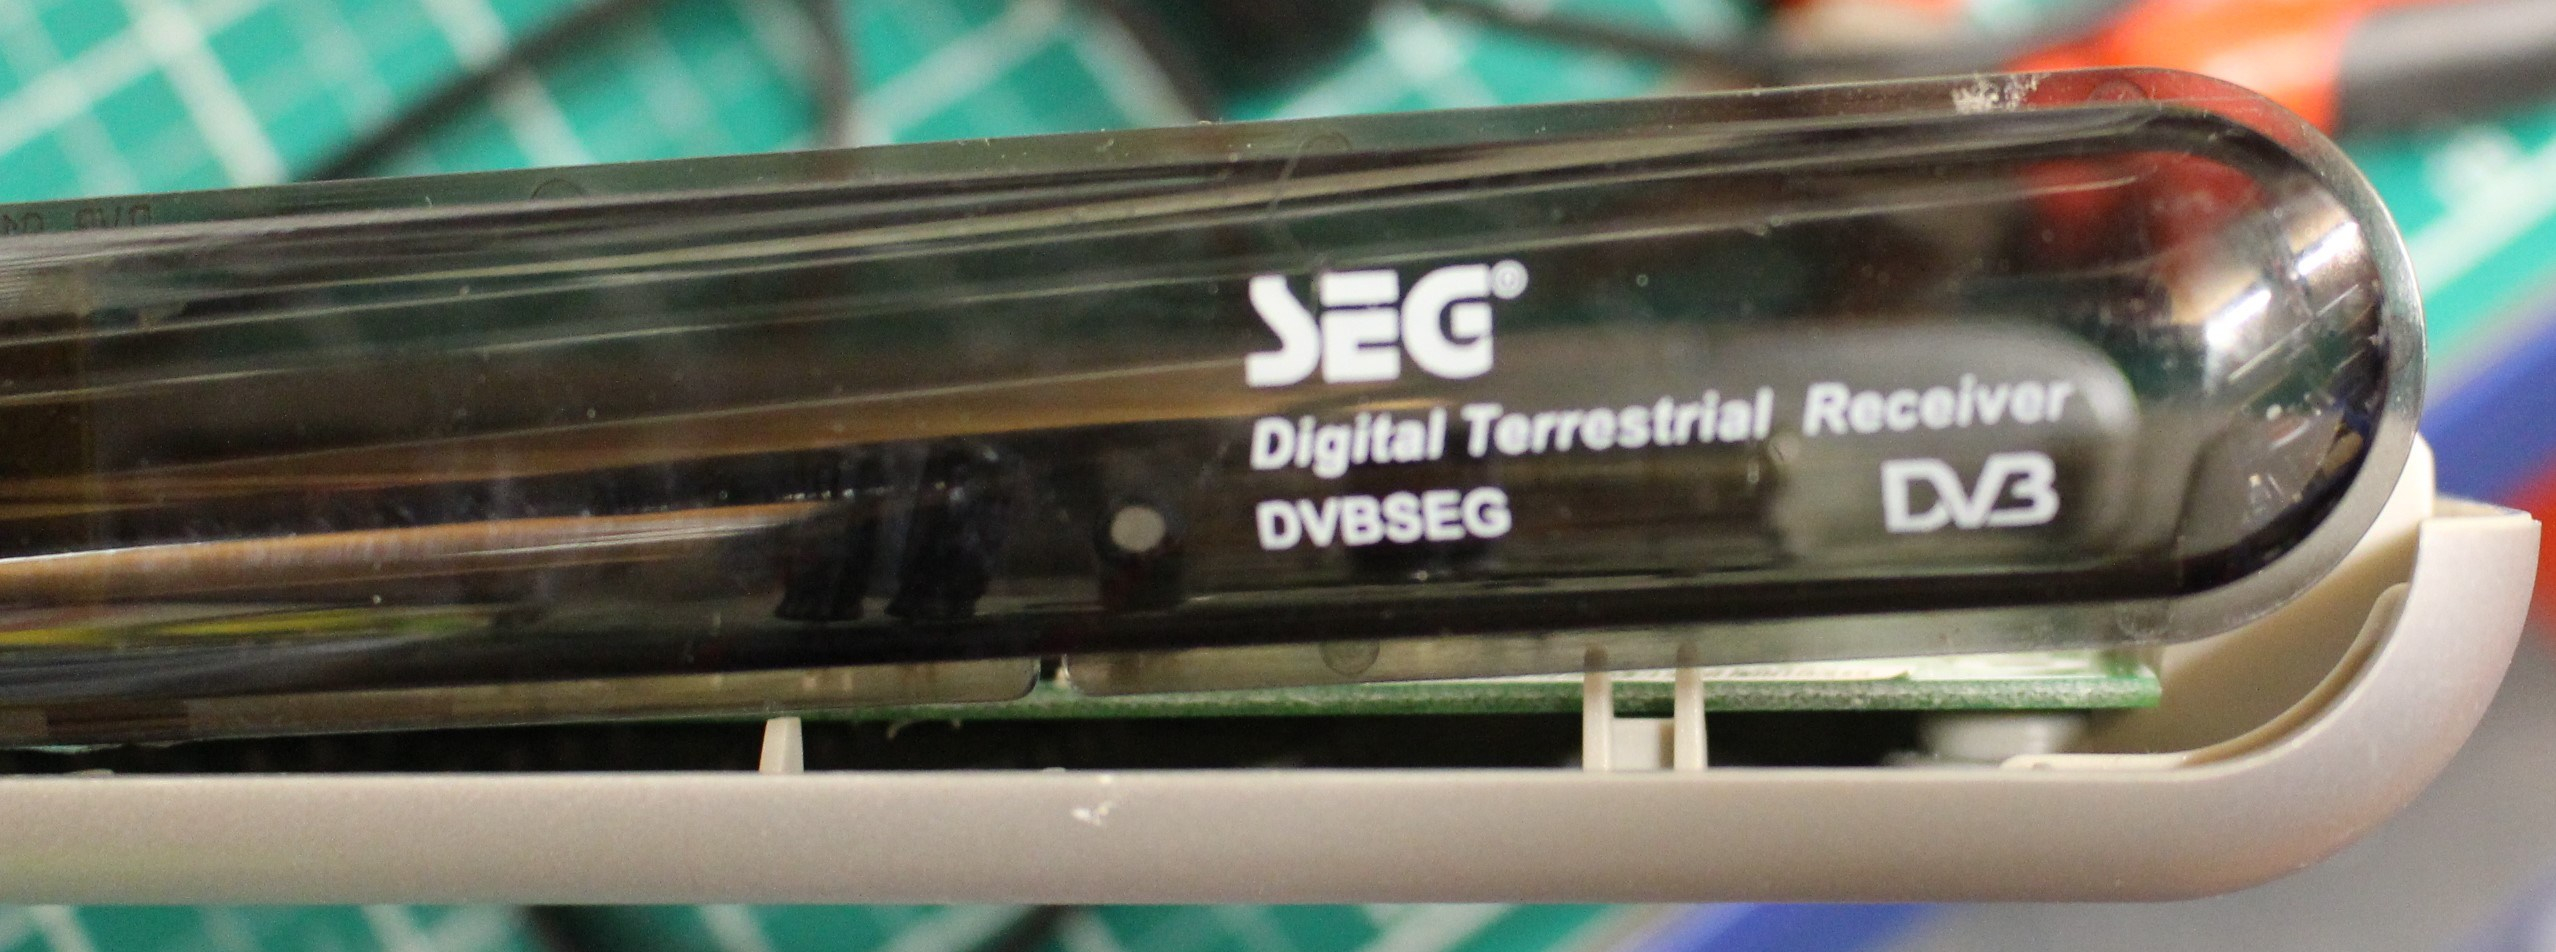 SEG®
Digital Terrestrial Receiver
DVBSEG
DVB